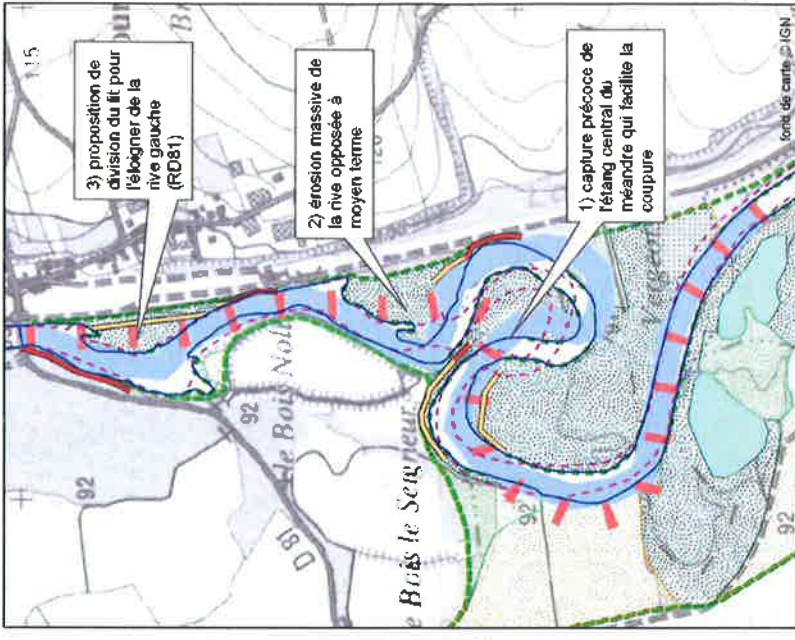 115
3) proposition de
division du lit pour
l'éloigner de la
rive gauche
(RD81)
2) érosion massive de
la rive opposée à
moyen terme
1) capture précoce de
l'étang central du
méandre qui facilite la
coupure
92
92
le Bois Noll
D 81
e Bois le Seigneur
92
92
fond de carte © IGN